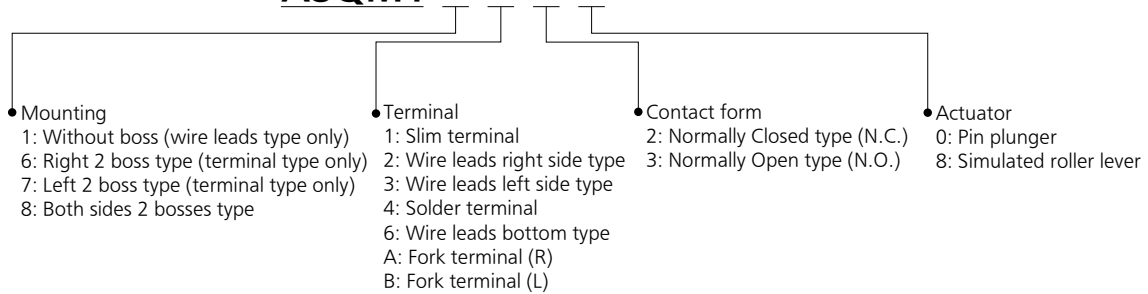 Mounting
1: Without boss (wire leads type only)
6: Right 2 boss type (terminal type only)
7: Left 2 boss type (terminal type only)
8: Both sides 2 bosses type
Terminal
1: Slim terminal
2: Wire leads right side type
3: Wire leads left side type
4: Solder terminal
6: Wire leads bottom type
A: Fork terminal (R)
B: Fork terminal (L)
Contact form
2: Normally Closed type (N.C.)
3: Normally Open type (N.O.)
Actuator
0: Pin plunger
8: Simulated roller lever